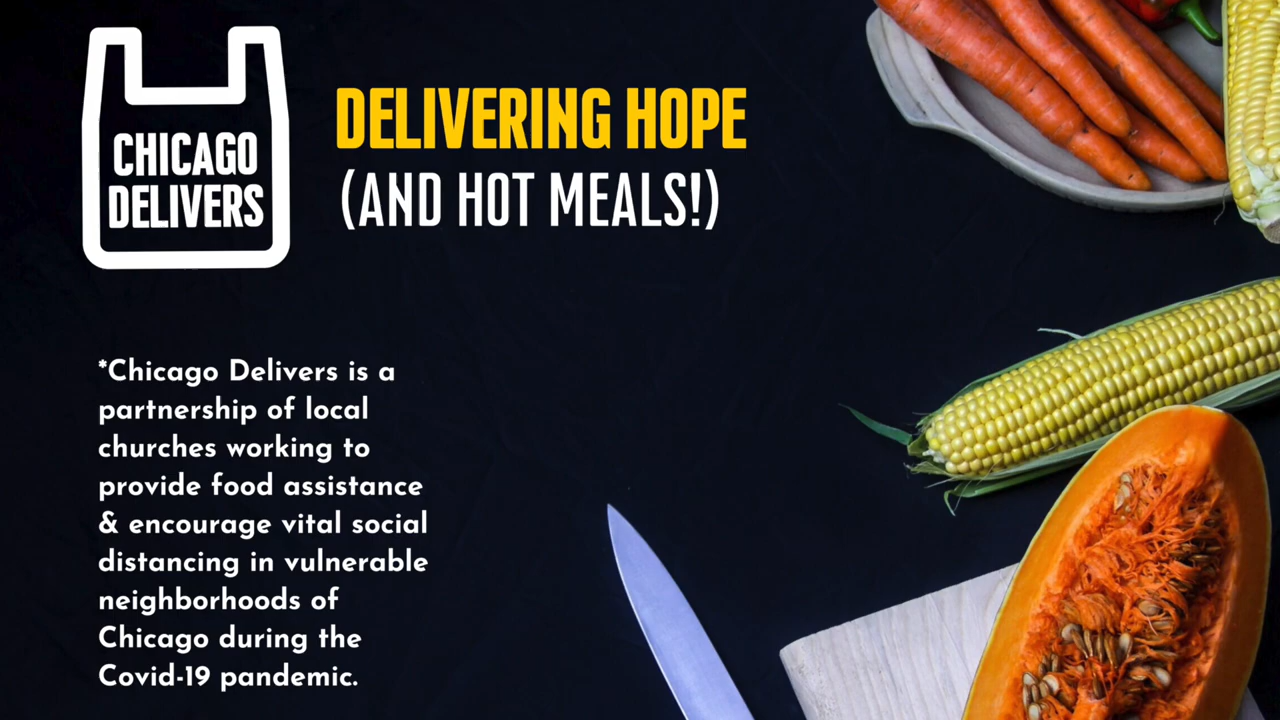 CHICAGO
DELIVERS
DELIVERING HOPE
(AND HOT MEALS!)
*Chicago Delivers is a
partnership of local
churches working to
provide food assistance
& encourage vital social
distancing in vulnerable
neighborhoods of
Chicago during the
Covid-19 pandemic.